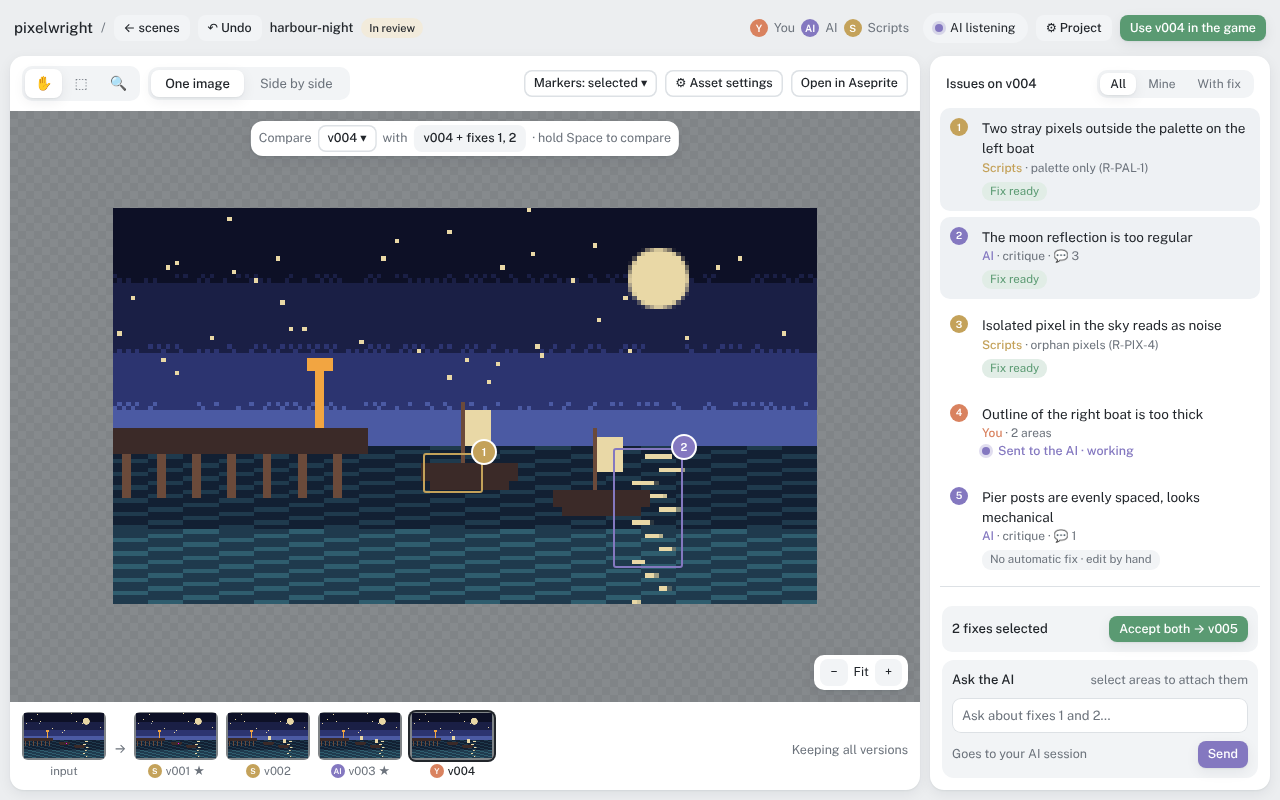 pixelwright / ← scenes ↶ Undo harbour-night In review Y You AI AI S Scripts AI listening ⚙ Project Use v004 in the game
One image Side by side Markers: selected ▾ ⚙ Asset settings Open in Aseprite
Compare v004 ▾ with v004 + fixes 1, 2 · hold Space to compare
1
2
− Fit +
input → S v001 ★ S v002 AI v003 ★ Y v004
Keeping all versions
Issues on v004 All Mine With fix
1 Two stray pixels outside the palette on the
left boat
Scripts · palette only (R-PAL-1)
Fix ready
2 The moon reflection is too regular
AI · critique · 💬 3
Fix ready
3 Isolated pixel in the sky reads as noise
Scripts · orphan pixels (R-PIX-4)
Fix ready
4 Outline of the right boat is too thick
You · 2 areas
Sent to the AI · working
5 Pier posts are evenly spaced, looks
mechanical
AI · critique · 💬 1
No automatic fix · edit by hand
2 fixes selected Accept both → v005
Ask the AI select areas to attach them
Ask about fixes 1 and 2…
Goes to your AI session Send